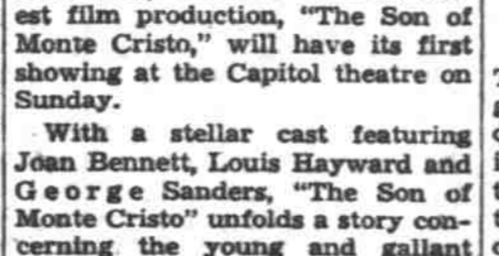 est film production, "The Son of
Monte Cristo," will have its first
showing at the Capitol theatre on
Sunday.
With a stellar cast featuring
Joan Bennett, Louis Hayward and
George Sanders, "The Son of
Monte Cristo" unfolds a story con-
cerning the young and gallant